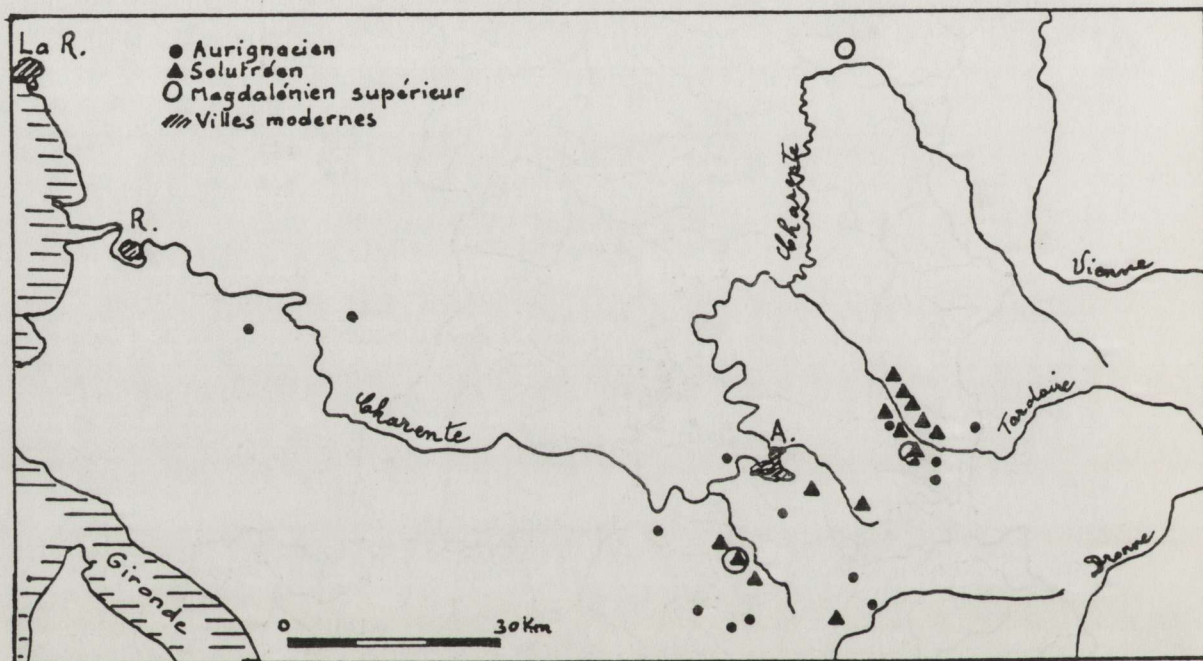 La R.
● Aurignacien
▲ Solutréen
○ Magdalénien supérieur
Villes modernes
R.
Charente
Vienne
Charente
Tardoire
A.
Dronne
Gironde
0 30 Km